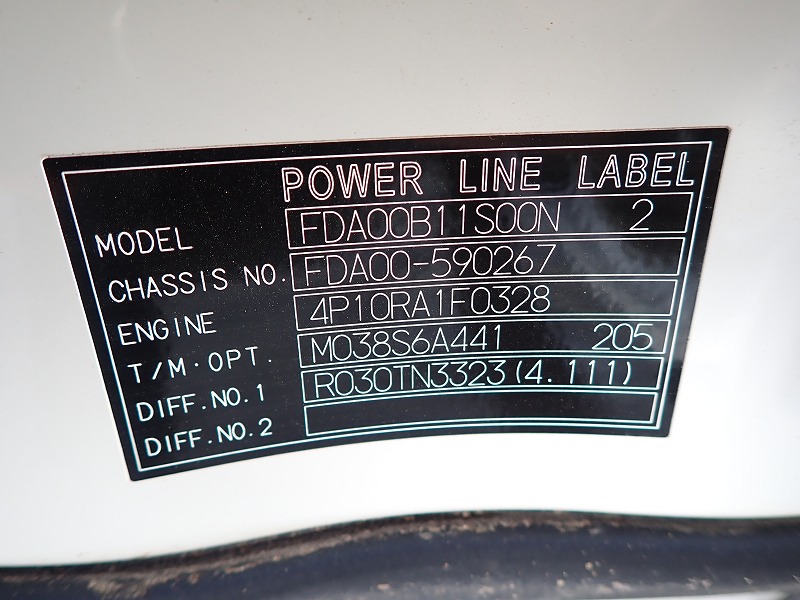 POWER LINE LABEL
MODEL FDA00B11S00N 2
CHASSIS NO. FDA00-590267
ENGINE 4P10RA1F0328
T/M·OPT. M038S6A441 205
DIFF.NO.1 R030TN3323(4.111)
DIFF.NO.2